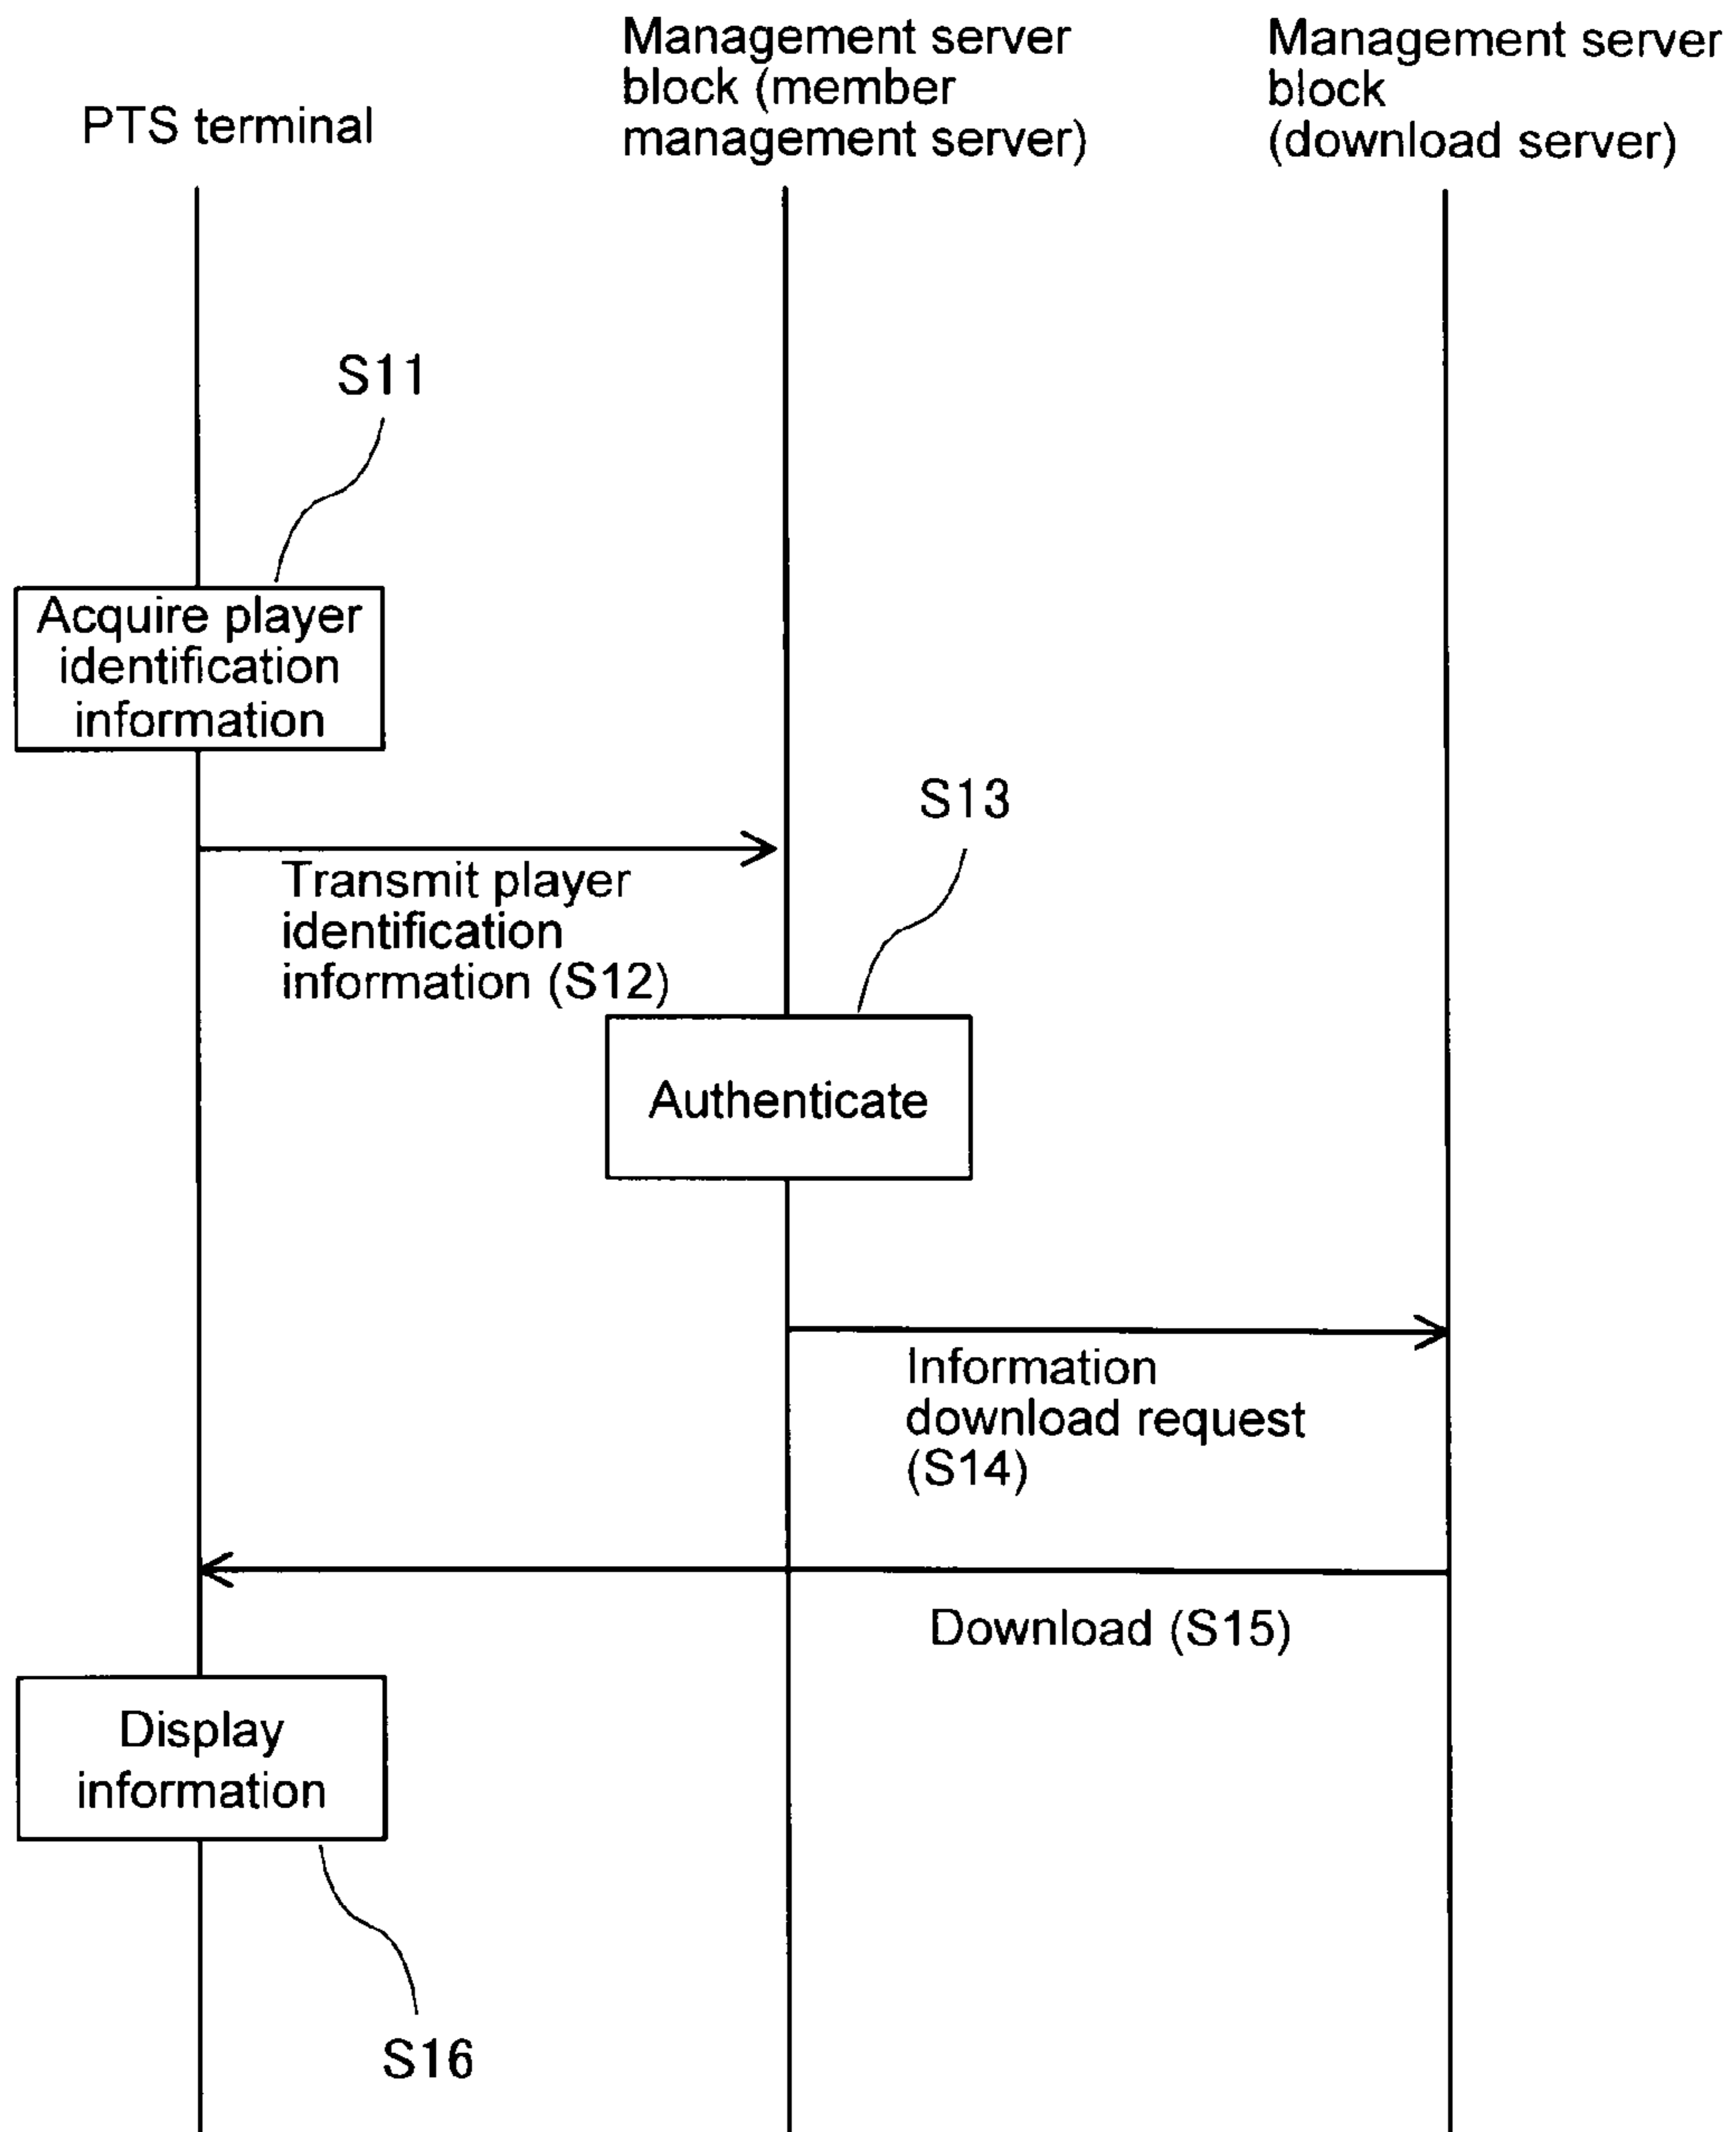 PTS terminal
Management server
block (member
management server)
Management server
block
(download server)
S11
Acquire player
identification
information
Transmit player
identification
information (S12)
S13
Authenticate
Information
download request
(S14)
Download (S15)
Display
information
S16